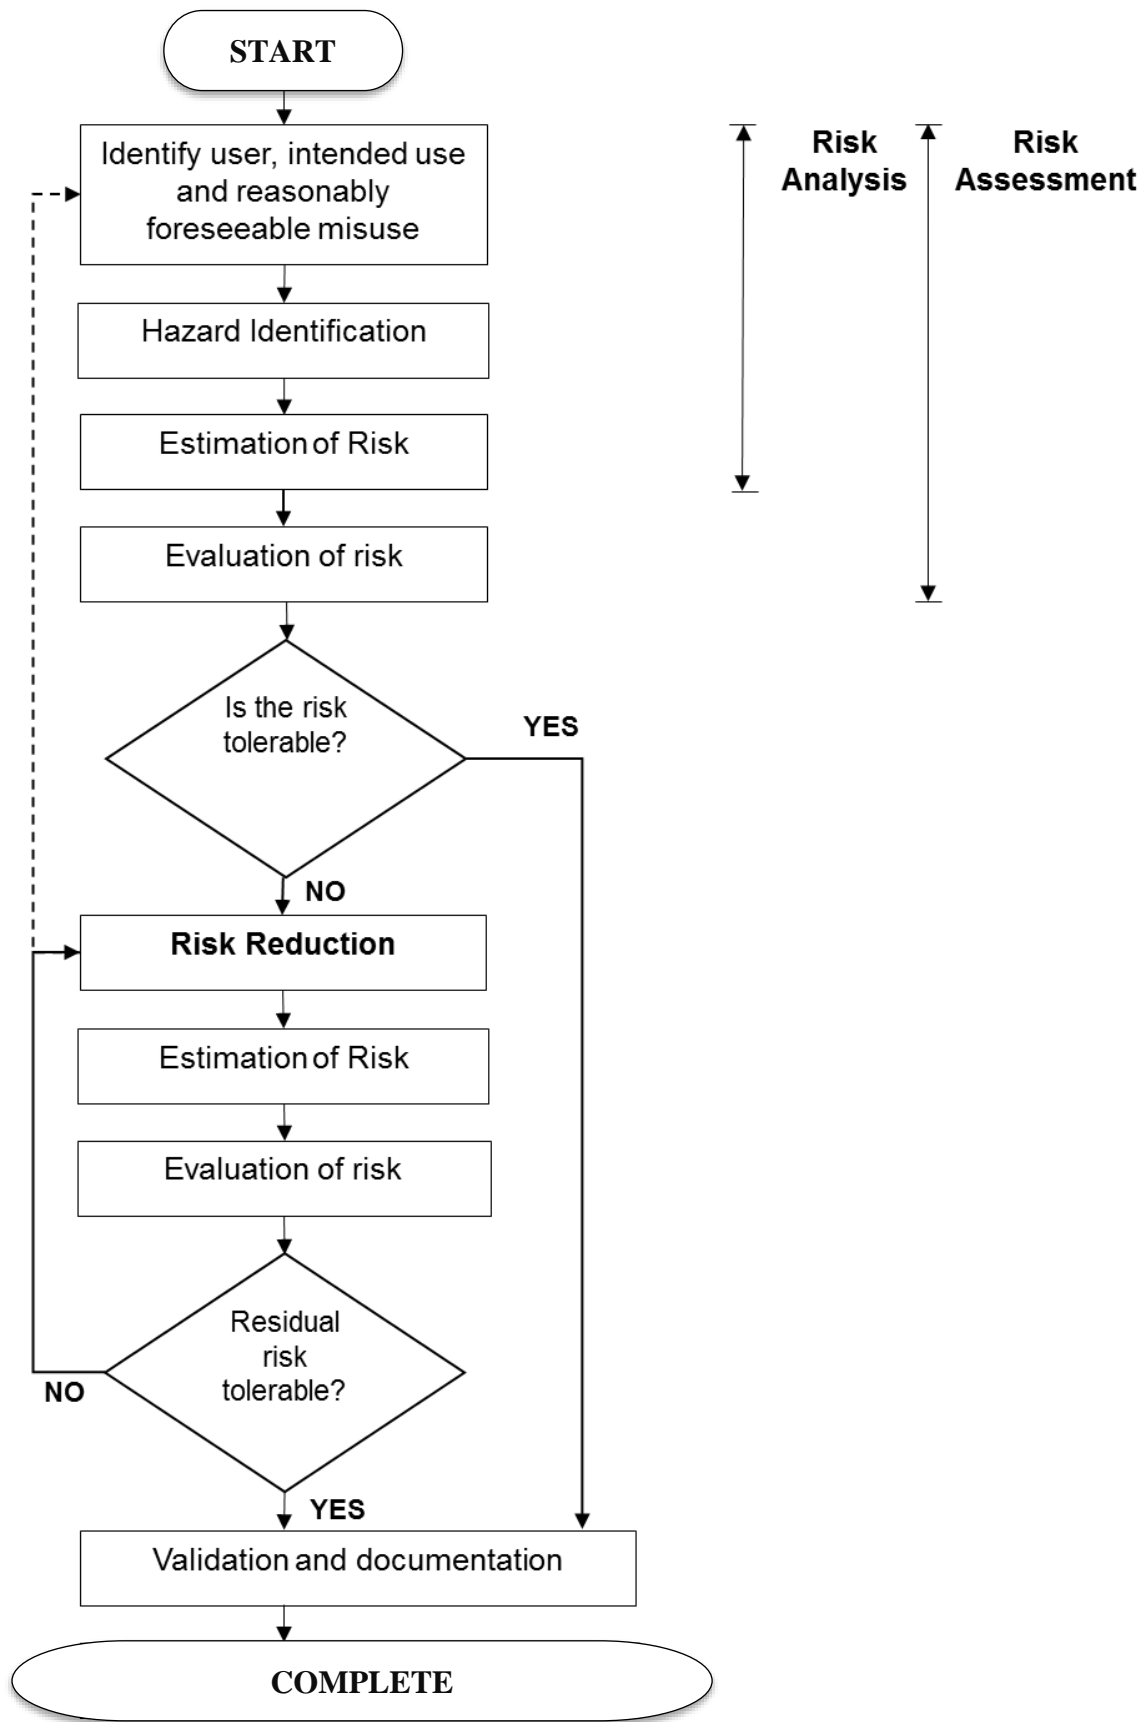 START
Identify user, intended use
and reasonably
foreseeable misuse
Risk
Analysis
Risk
Assessment
Hazard Identification
Estimation of Risk
Evaluation of risk
Is the risk
tolerable?
YES
NO
Risk Reduction
Estimation of Risk
Evaluation of risk
Residual
risk
tolerable?
NO
YES
Validation and documentation
COMPLETE